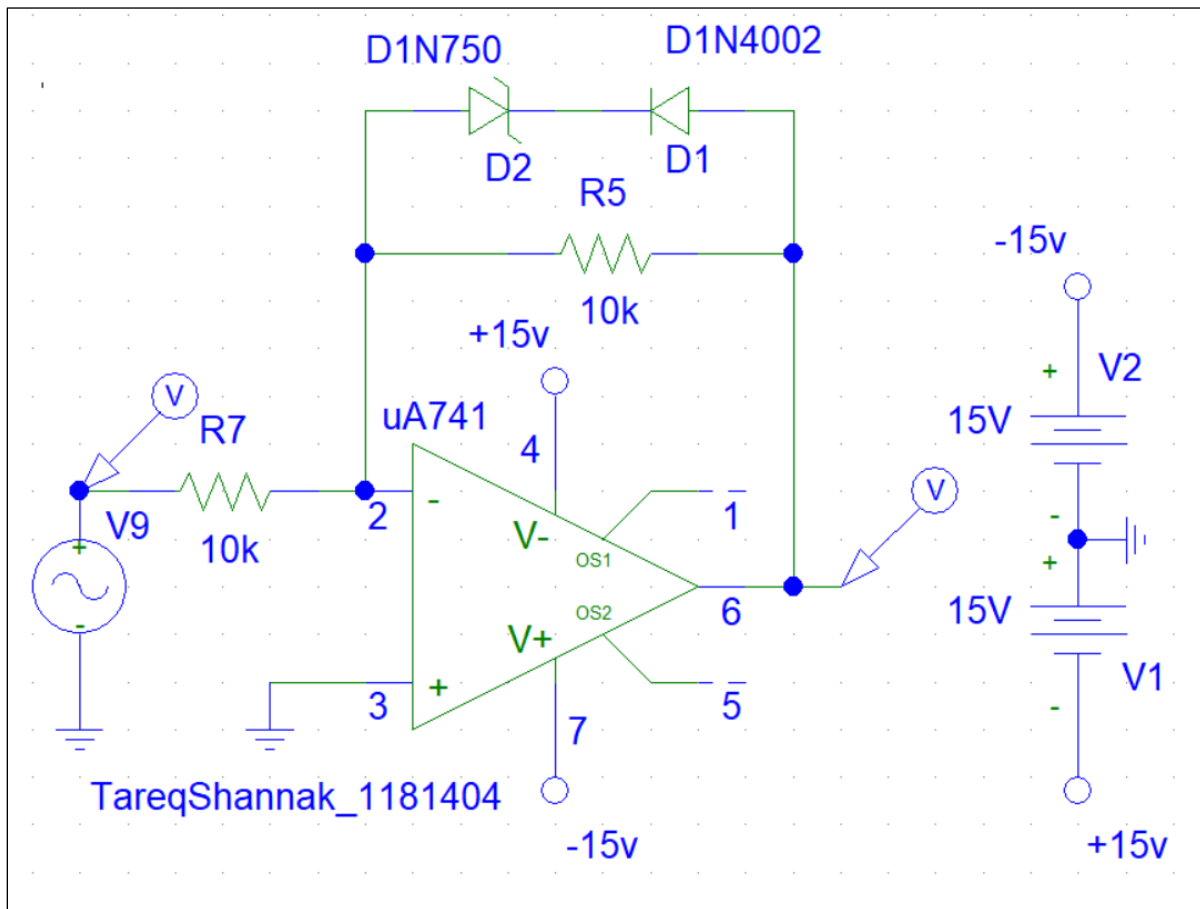 D1N750
D1N4002
D2
D1
R5
10k
-15v
+15v
+
V2
15V
V
R7
uA741
4
-
2
V-
1
V
V9
10k
OS1
-
+
+
-
OS2
6
15V
V+
V1
3
+
5
-
7
TareqShannak_1181404
-15v
+15v